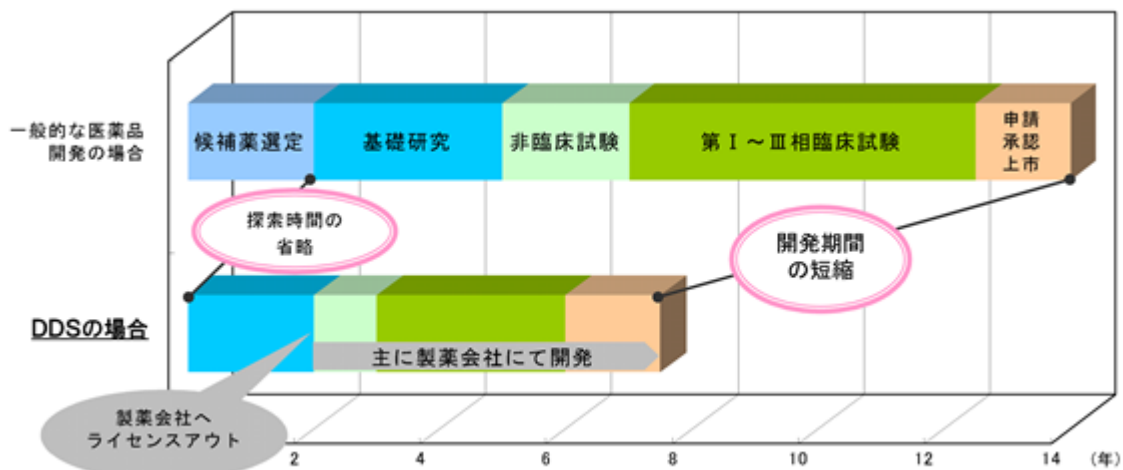 一般的な医薬品
開発の場合
候補薬選定
基礎研究
非臨床試験
第Ⅰ～Ⅲ相臨床試験
申請
承認
上市
探索時間の
省略
開発期間
の短縮
DDSの場合
主に製薬会社にて開発
製薬会社へ
ライセンスアウト
2 4 6 8 10 12 14 (年)